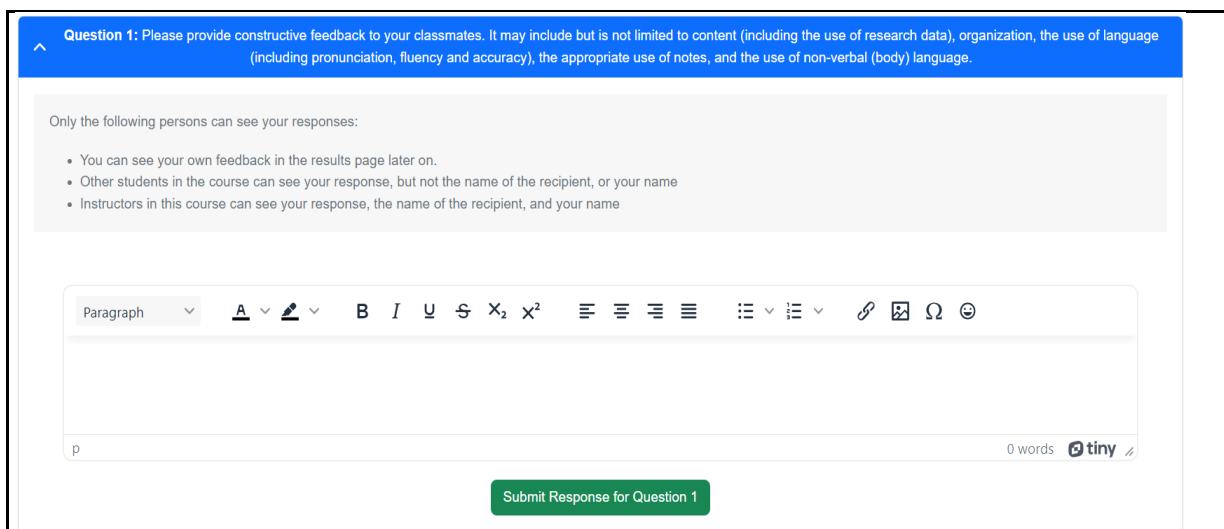 Question 1: Please provide constructive feedback to your classmates. It may include but is not limited to content (including the use of research data), organization, the use of language
(including pronunciation, fluency and accuracy), the appropriate use of notes, and the use of non-verbal (body) language.
Only the following persons can see your responses:
• You can see your own feedback in the results page later on.
• Other students in the course can see your response, but not the name of the recipient, or your name
• Instructors in this course can see your response, the name of the recipient, and your name
Paragraph A B I U S X₂ X² Ω
p 0 words tiny
Submit Response for Question 1